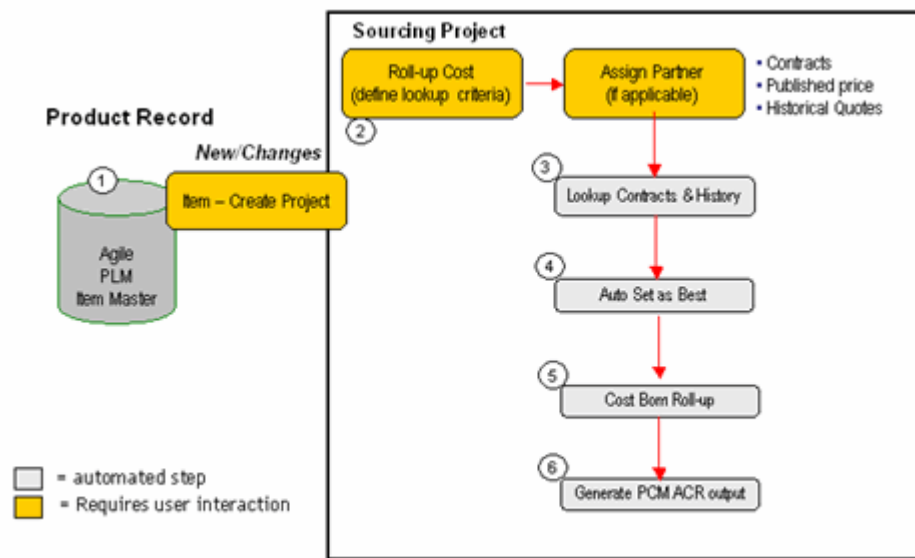 Sourcing Project
Roll-up Cost
(define lookup criteria)
2
Assign Partner
(if applicable)
• Contracts
• Published price
• Historical Quotes
Product Record
New/Changes
1
Item – Create Project
Agile
PLM
Item Master
3
Lookup Contracts & History
4
Auto Set as Best
5
Cost Bom Roll-up
6
Generate PCM ACR output
= automated step
= Requires user interaction